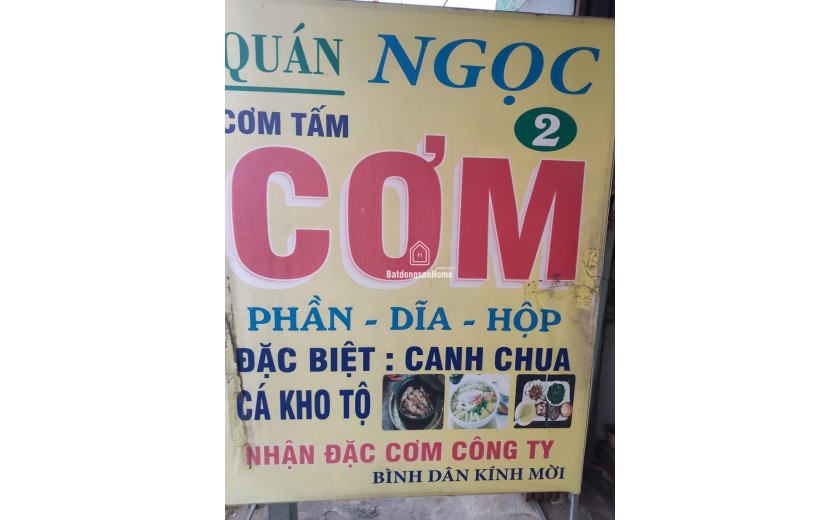 QUÁN NGỌC
CƠM TẤM 2
CƠM
BatdongsanHome
PHẦN - DĨA - HỘP
ĐẶC BIỆT : CANH CHUA
CÁ KHO TỘ
NHẬN ĐẶC CƠM CÔNG TY
BÌNH DÂN KÍNH MỜI